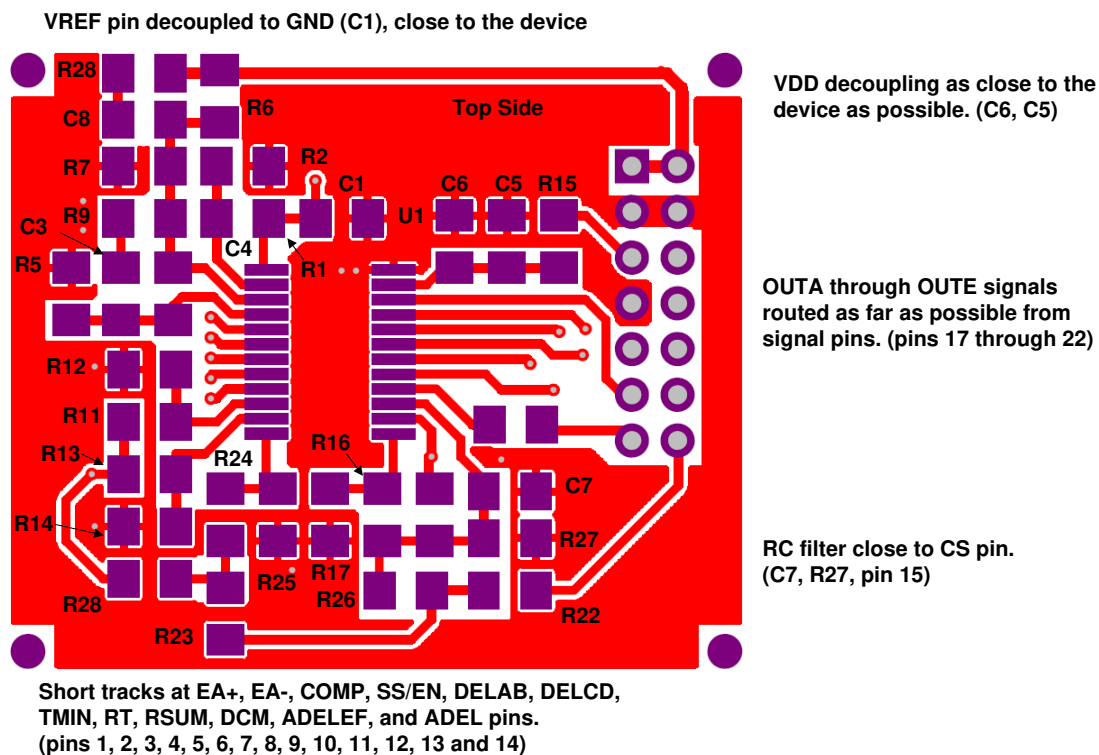 VREF pin decoupled to GND (C1), close to the device
R28
C8
R6
Top Side
VDD decoupling as close to the
device as possible. (C6, C5)
R7
R2
C1
C6
C5
R15
R9
U1
C3
C4
R5
R1
OUTA through OUTE signals
routed as far as possible from
signal pins. (pins 17 through 22)
R12
R11
R13
R16
R24
C7
R14
R27
RC filter close to CS pin.
(C7, R27, pin 15)
R25
R17
R28
R26
R22
R23
Short tracks at EA+, EA-, COMP, SS/EN, DELAB, DELCD,
TMIN, RT, RSUM, DCM, ADELEF, and ADEL pins.
(pins 1, 2, 3, 4, 5, 6, 7, 8, 9, 10, 11, 12, 13 and 14)